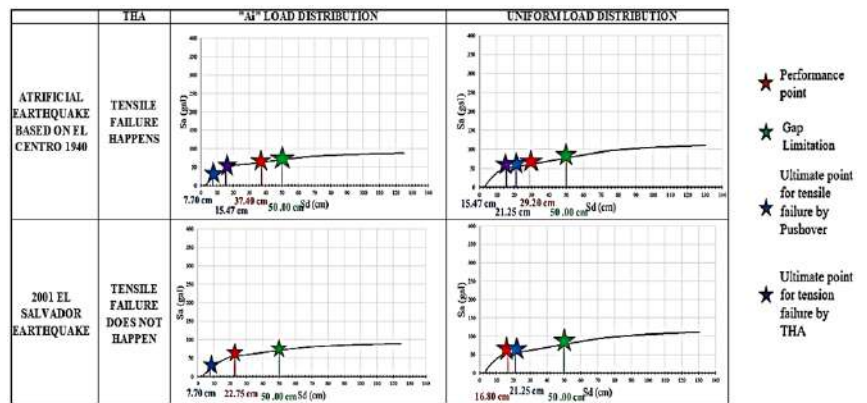 THA
"Ai" LOAD DISTRIBUTION
UNIFORM LOAD DISTRIBUTION
ATRIFICIAL
EARTHQUAKE
BASED ON EL
CENTRO 1940
TENSILE
FAILURE
HAPPENS
Sa (gal)
7.70 cm
15.47 cm
37.40 cm
50.00 cm
Sd (cm)
Sa (gal)
15.47 cm
21.25 cm
29.20 cm
50.00 cm
Sd (cm)
2001 EL
SALVADOR
EARTHQUAKE
TENSILE
FAILURE
DOES NOT
HAPPEN
Sa (gal)
7.70 cm
22.75 cm
50.00 cm
Sd (cm)
Sa (gal)
16.80 cm
21.25 cm
50.00 cm
Sd (cm)
Performance
point
Gap
Limitation
Ultimate point
for tensile
failure by
Pushover
Ultimate point
for tension
failure by
THA